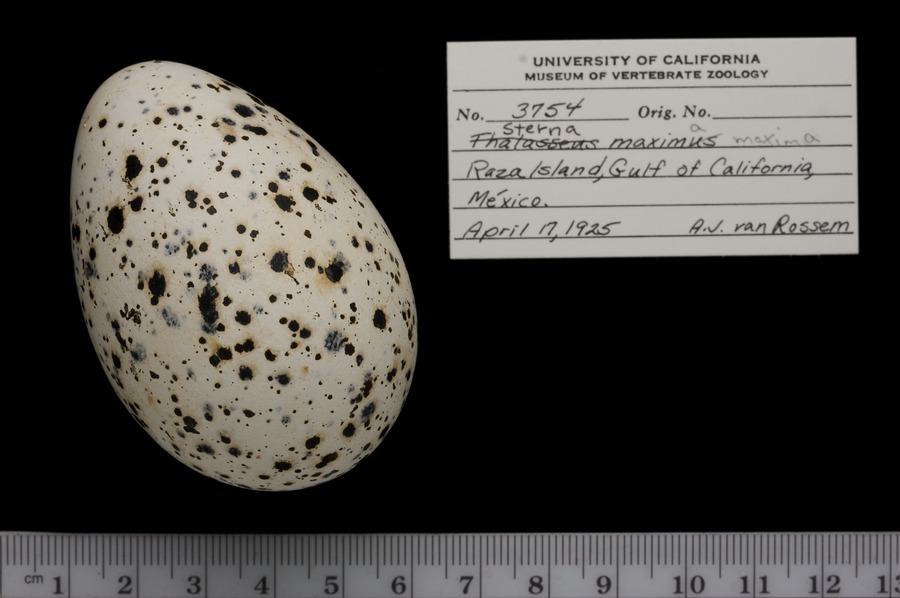 UNIVERSITY OF CALIFORNIA
MUSEUM OF VERTEBRATE ZOOLOGY
No. 3754 Orig. No.
Sterna
Thalasseus maximus a maxima
Raza Island, Gulf of California,
México.
April 17, 1925 A.J. van Rossem
cm 1 2 3 4 5 6 7 8 9 10 11 12 13